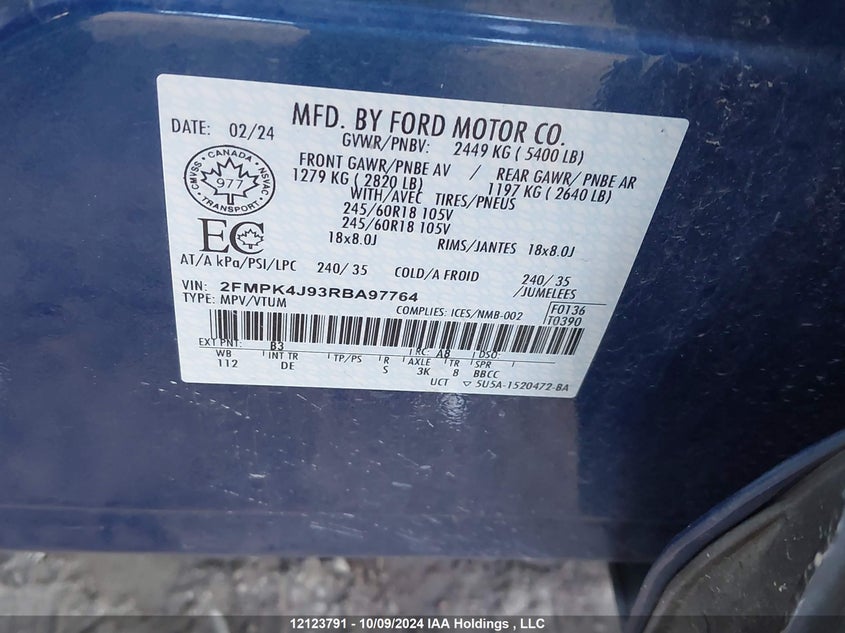 MFD. BY FORD MOTOR CO.
DATE: 02/24
GVWR/PNBV: 2449 KG ( 5400 LB)
FRONT GAWR/PNBE AV / REAR GAWR/ PNBE AR
1279 KG ( 2820 LB) 1197 KG ( 2640 LB)
WITH/AVEC TIRES/PNEUS
245/60R18 105V
245/60R18 105V
18x8.0J RIMS/JANTES 18x8.0J
CANADA
CMVSS 977 NSVAC
TRANSPORT
EC
AT/A kPa/PSI/LPC 240/ 35 COLD/A FROID 240/ 35
/JUMELEES
VIN: 2FMPK4J93RBA97764
TYPE: MPV/VTUM
COMPLIES: ICES/NMB-002
F0136
T0390
EXT PNT: B3 RC: A8 DSO:
WB INT TR TP/PS R AXLE TR SPR
112 DE S 3K 8 BBCC
UCT 5U5A-1520472-BA
12123791 - 10/09/2024 IAA Holdings , LLC